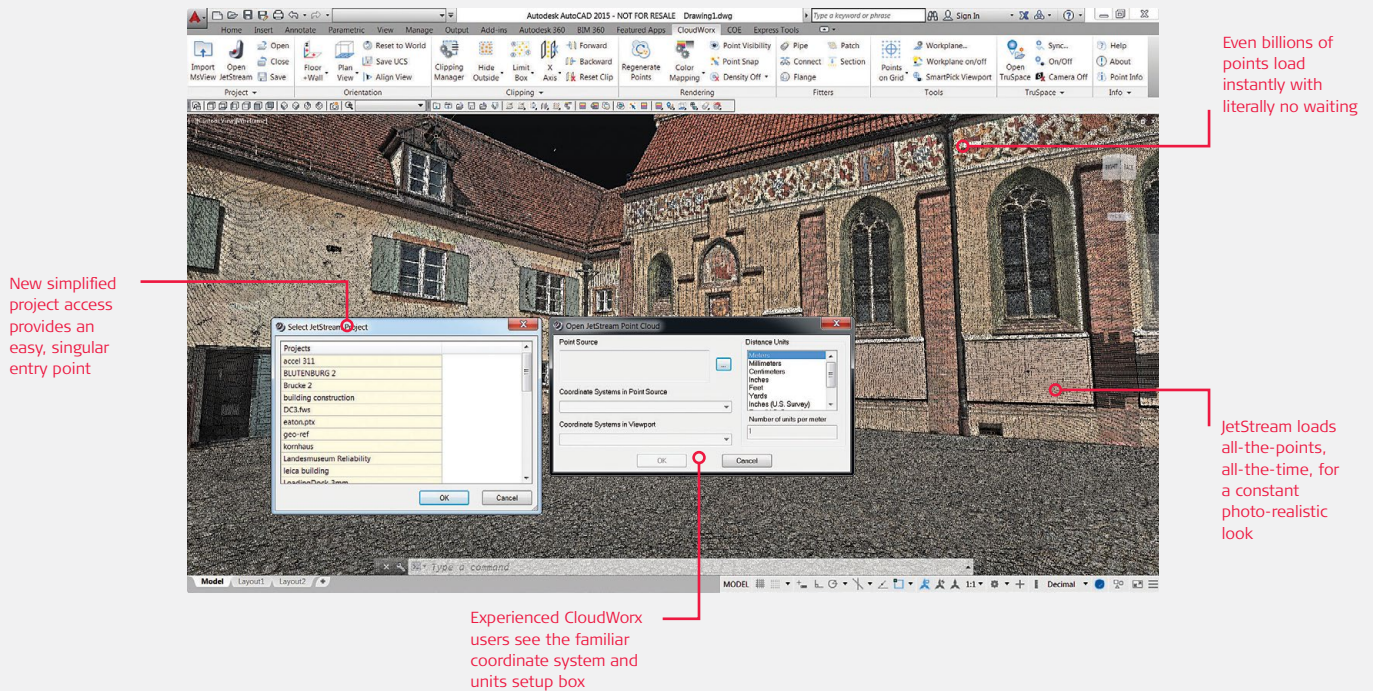 Autodesk AutoCAD 2015 - NOT FOR RESALE Drawing1.dwg
Type a keyword or phrase
Sign In
Home Insert Annotate Parametric View Manage Output Add-ins Autodesk 360 BIM 360 Featured Apps CloudWorx COE Express Tools
Import MsView
Open JetStream
Open
Close
Save
Project
Floor +Wall
Plan View
Reset to World
Save UCS
Align View
Orientation
Clipping Manager
Hide Outside
Limit Box
X Axis
Forward
Backward
Reset Clip
Clipping
Regenerate Points
Color Mapping
Point Visibility
Point Snap
Density Off
Rendering
Pipe
Connect
Flange
Patch
Section
Fitters
Points on Grid
Workplane...
Workplane on/off
SmartPick Viewport
Tools
Open TruSpace
Sync...
On/Off
Camera Off
TruSpace
Help
About
Point Info
Info
Even billions of
points load
instantly with
literally no waiting
New simplified
project access
provides an
easy, singular
entry point
Select JetStream Project
Projects
accel 311
BLUTENBURG 2
Brucke 2
building construction
DC3.fws
eaton.ptx
geo-ref
kornhaus
Landesmuseum Reliability
leica building
LoadingDock 3mm
OK Cancel
Open JetStream Point Cloud
Point Source
...
Coordinate Systems in Point Source
Coordinate Systems in Viewport
Distance Units
Meters
Millimeters
Centimeters
Inches
Feet
Yards
Inches (U.S. Survey)
Number of units per meter
1
OK Cancel
JetStream loads
all-the-points,
all-the-time, for
a constant
photo-realistic
look
Type a command
Model Layout1 Layout2 +
MODEL 1:1 Decimal
Experienced CloudWorx
users see the familiar
coordinate system and
units setup box